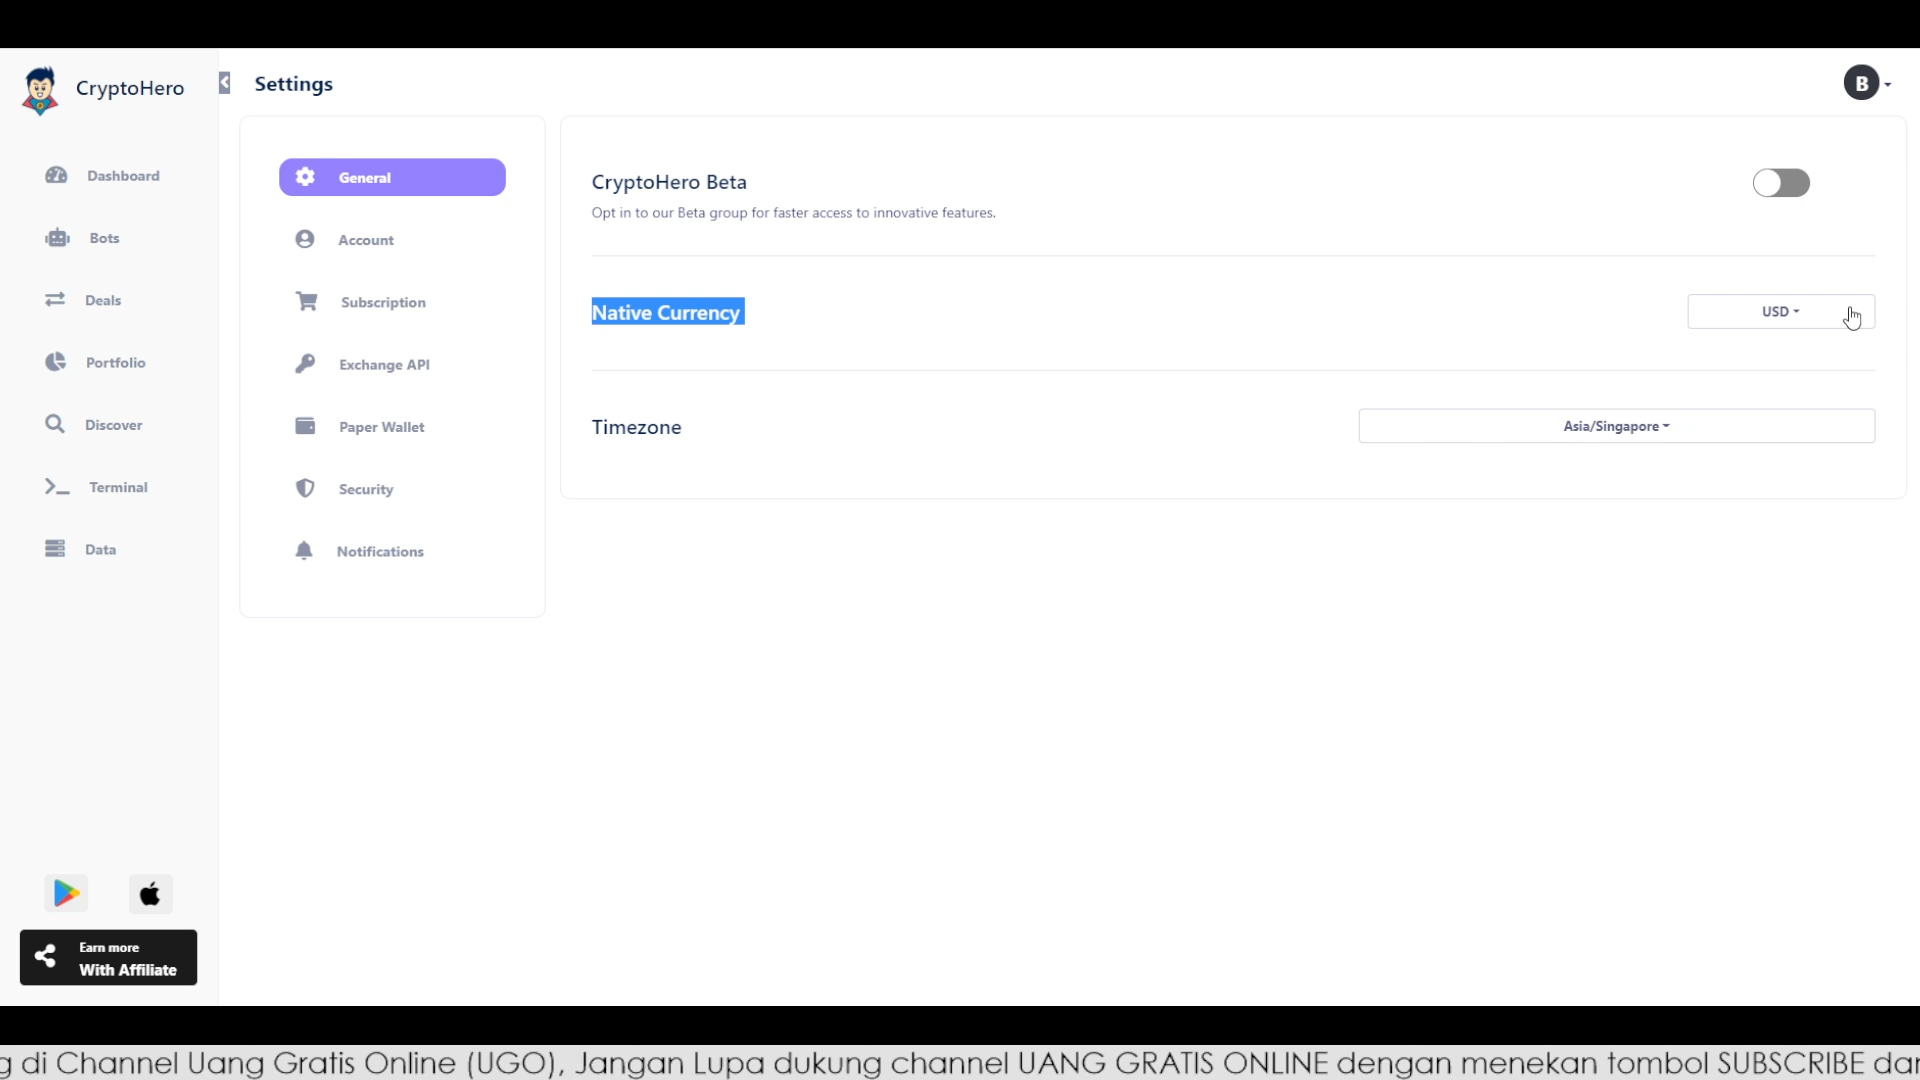 CryptoHero
Settings
B
Dashboard
Bots
Deals
Portfolio
Discover
Terminal
Data
Earn more
With Affiliate
General
Account
Subscription
Exchange API
Paper Wallet
Security
Notifications
CryptoHero Beta
Opt in to our Beta group for faster access to innovative features.
Native Currency
USD
Timezone
Asia/Singapore
g di Channel Uang Gratis Online (UGO), Jangan Lupa dukung channel UANG GRATIS ONLINE dengan menekan tombol SUBSCRIBE dan